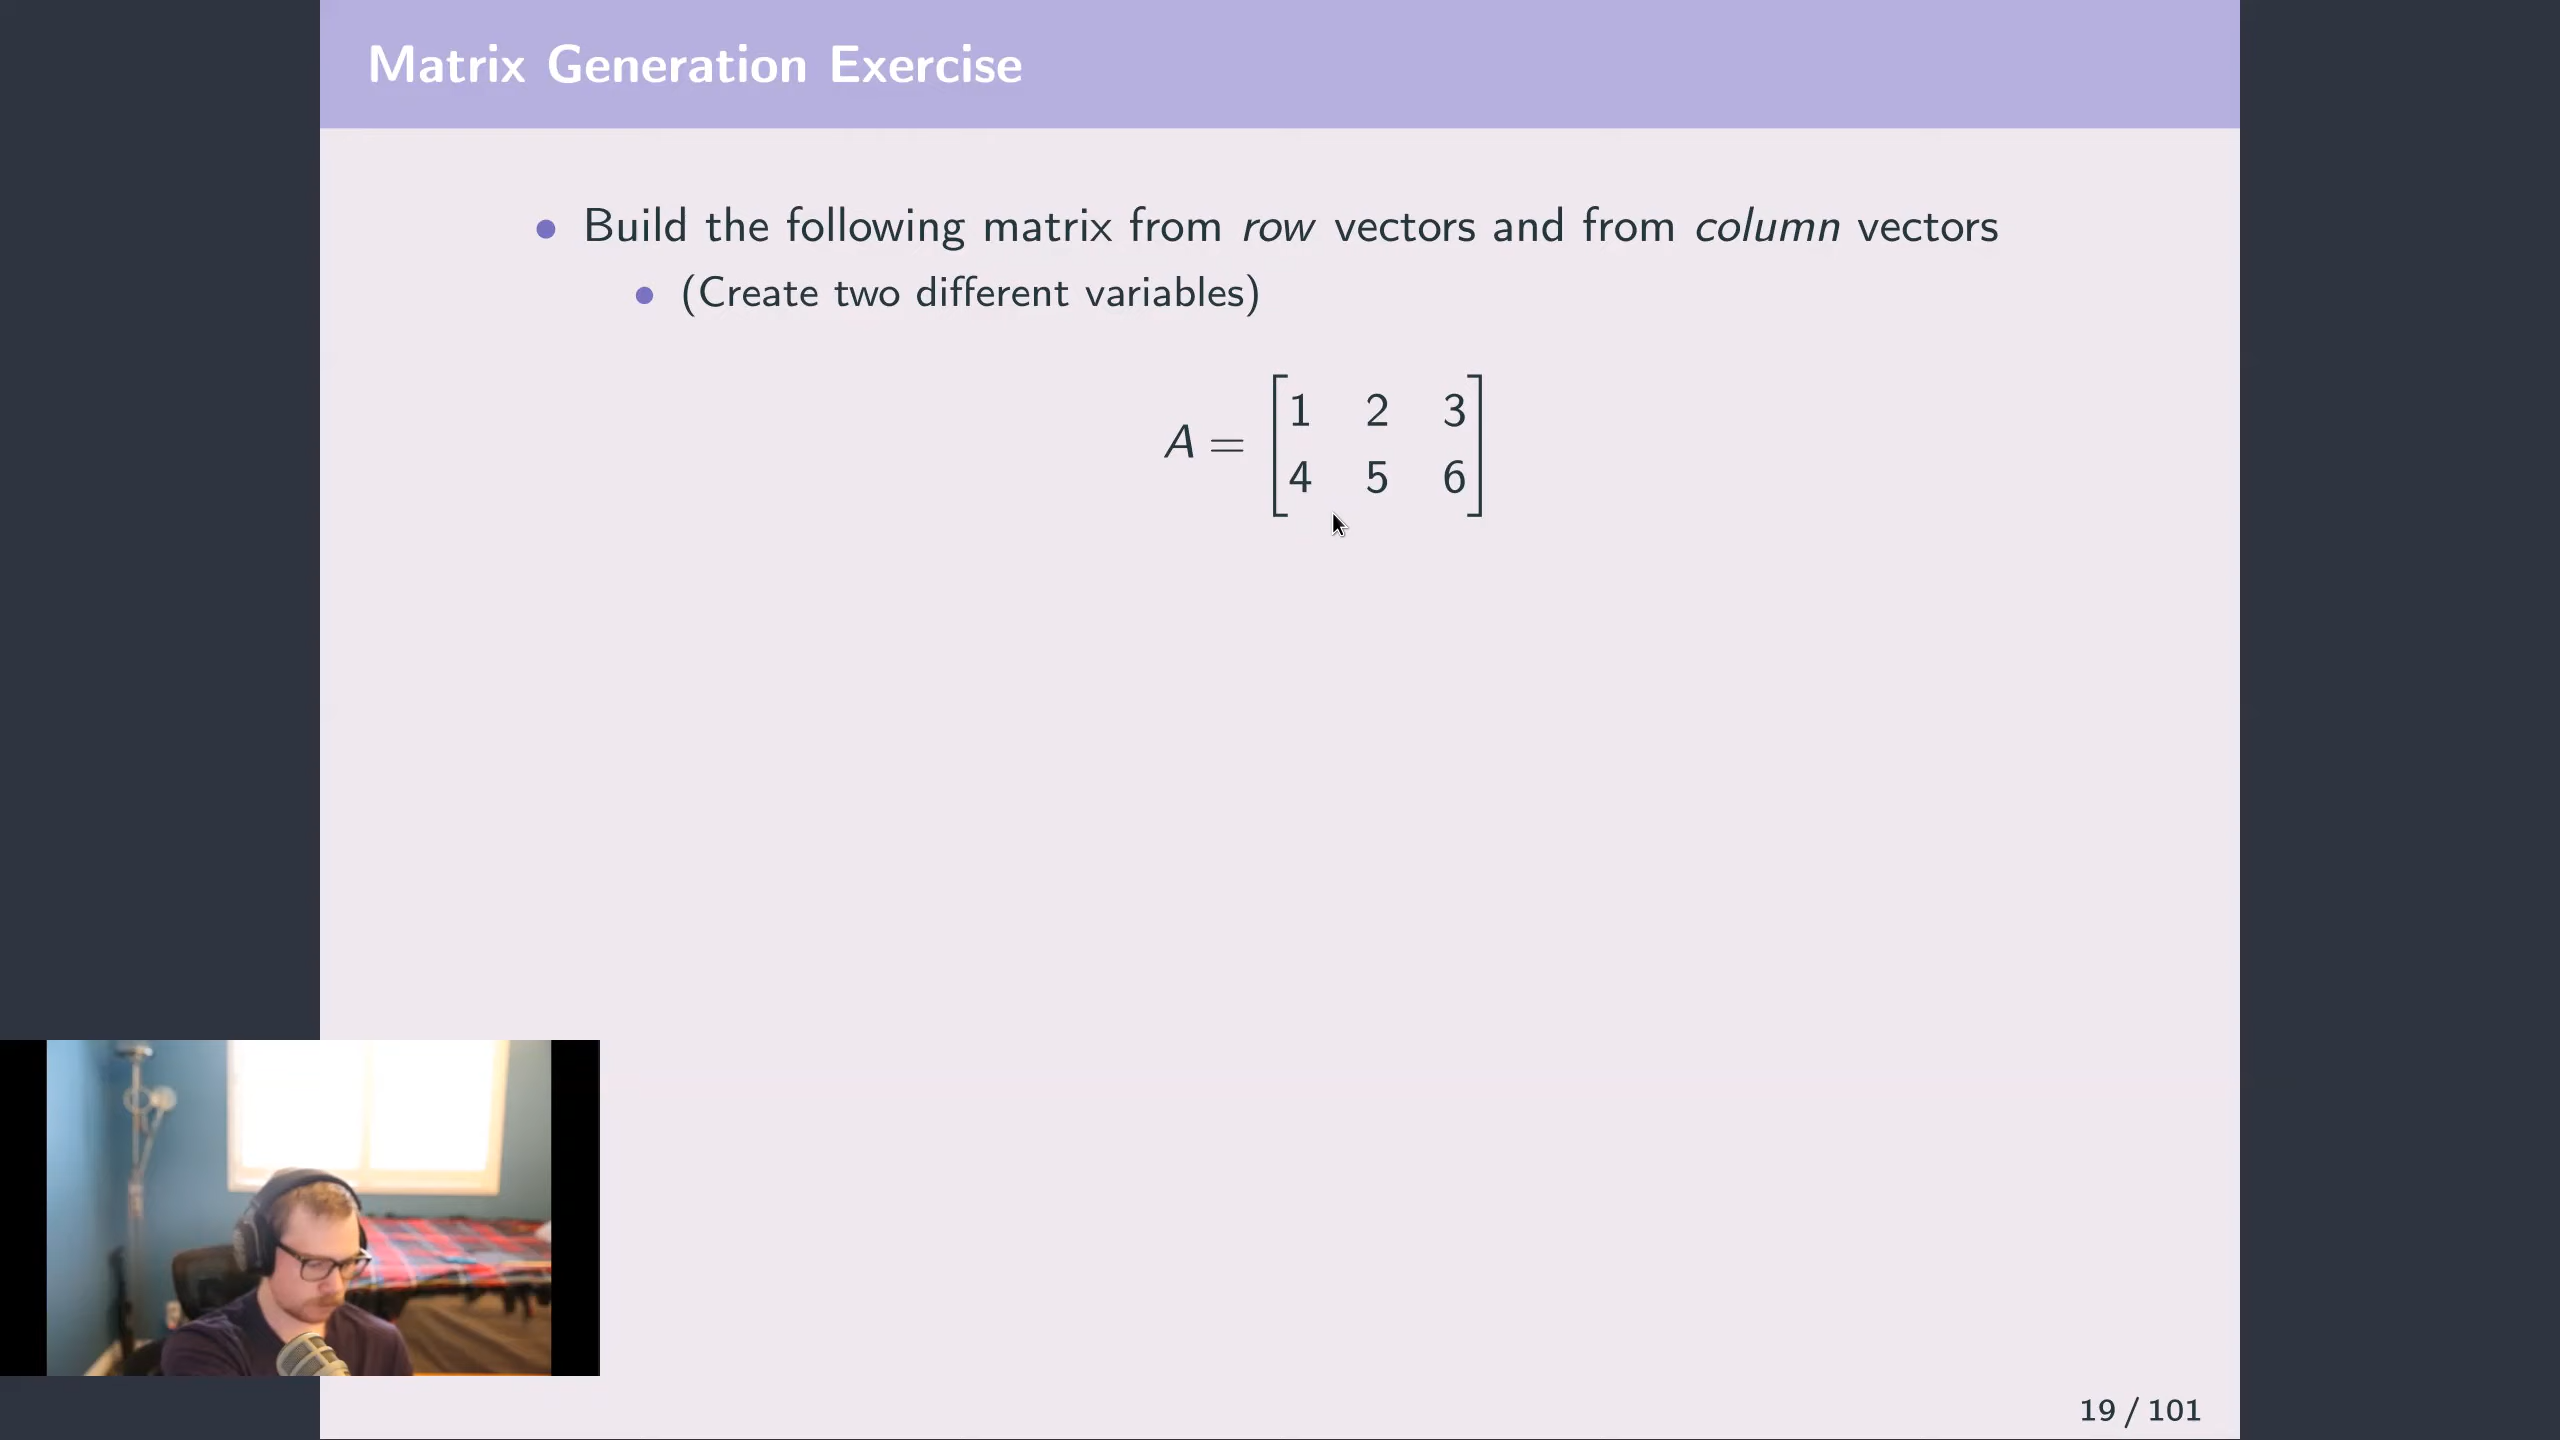 Matrix Generation Exercise
• Build the following matrix from row vectors and from column vectors
• (Create two different variables)
A = [1 2 3
4 5 6]
19 / 101